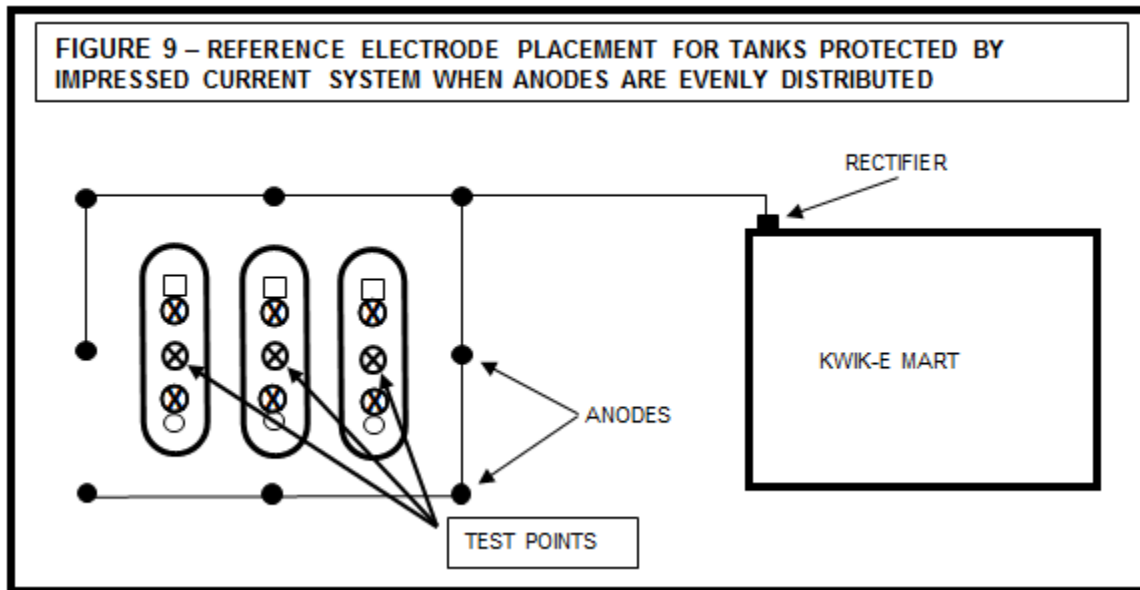 FIGURE 9 – REFERENCE ELECTRODE PLACEMENT FOR TANKS PROTECTED BY
IMPRESSED CURRENT SYSTEM WHEN ANODES ARE EVENLY DISTRIBUTED
RECTIFIER
KWIK-E MART
ANODES
TEST POINTS